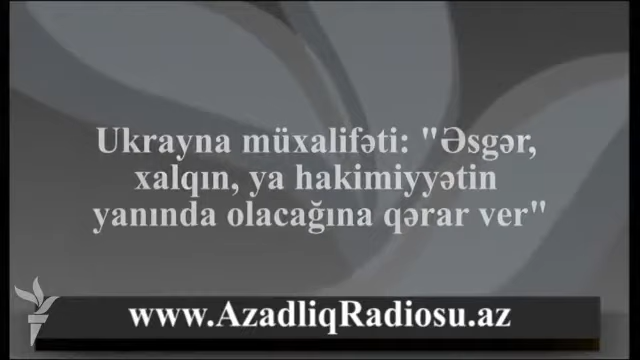 Ukrayna müxalifəti: "Əsgər,
xalqın, ya hakimiyyətin
yanında olacağına qərar ver"
www.AzadliqRadiosu.az